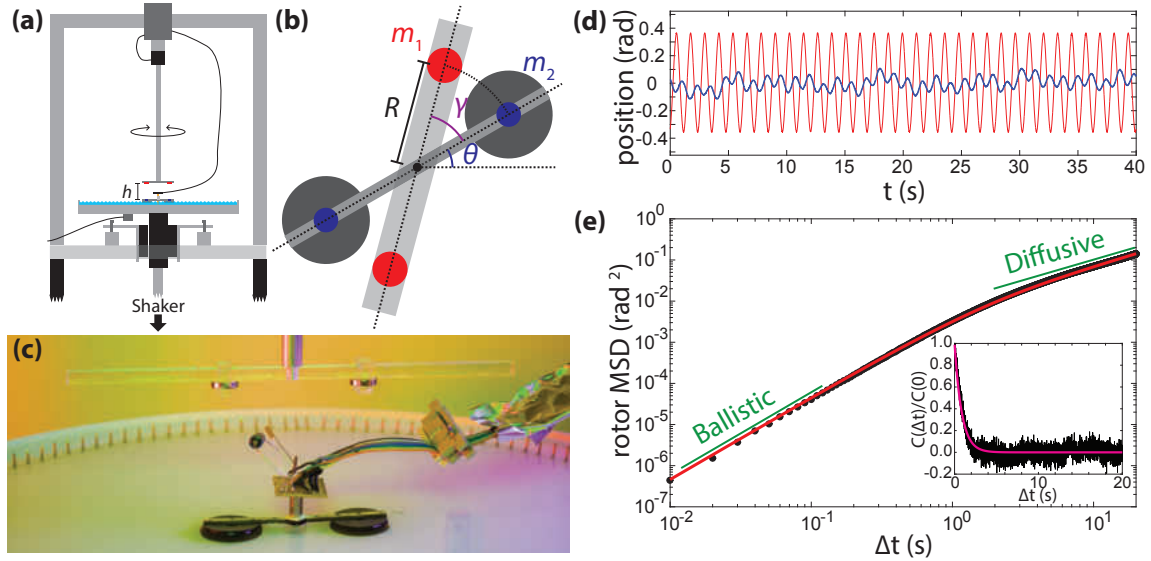 (a)
h
Shaker
(b)
m1
m2
R
γ
θ
(c)
(d)
position (rad)
0.4
0.2
0
-0.2
-0.4
0 5 10 15 20 25 30 35 40
t (s)
(e)
rotor MSD (rad 2)
10^0
10^-1
10^-2
10^-3
10^-4
10^-5
10^-6
10^-7
Ballistic
Diffusive
C(Δt)/C(0)
1.0
0.8
0.6
0.4
0.2
0
-0.2
0 10 20
Δt (s)
10^-2 10^-1 10^0 10^1
Δt (s)